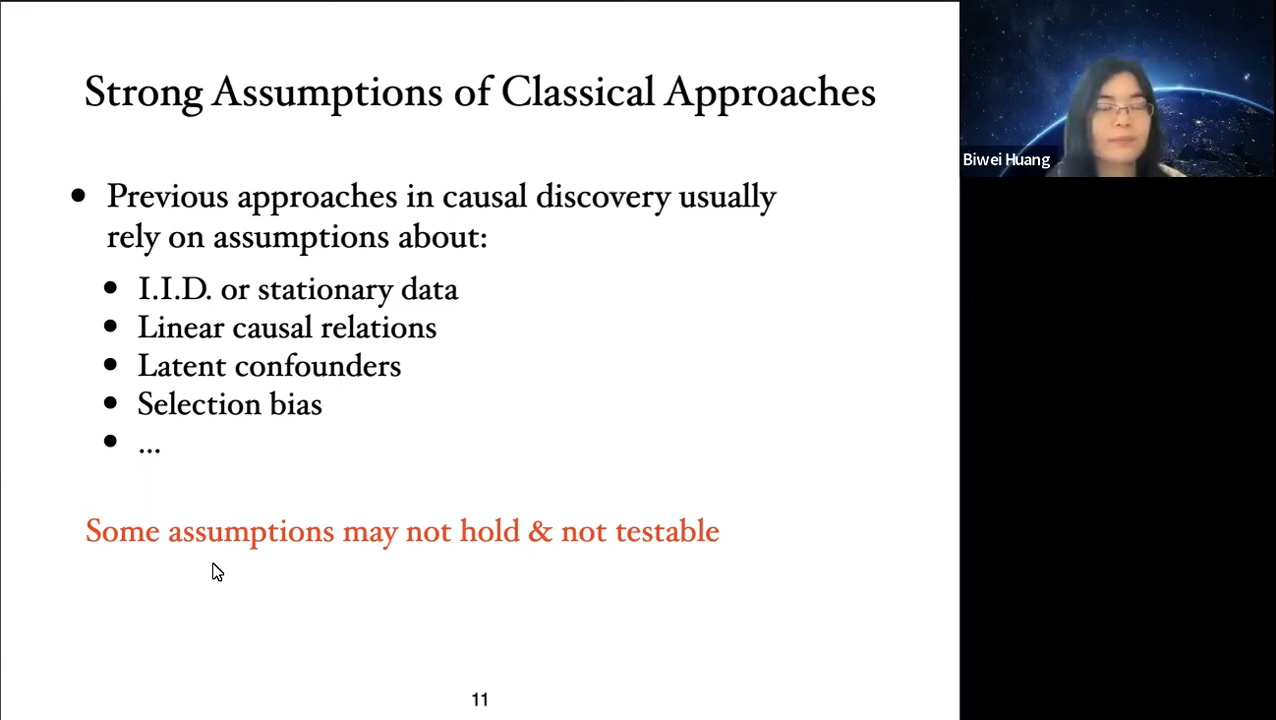 Strong Assumptions of Classical Approaches
• Previous approaches in causal discovery usually
rely on assumptions about:
• I.I.D. or stationary data
• Linear causal relations
• Latent confounders
• Selection bias
• ...
Some assumptions may not hold & not testable
11
Biwei Huang